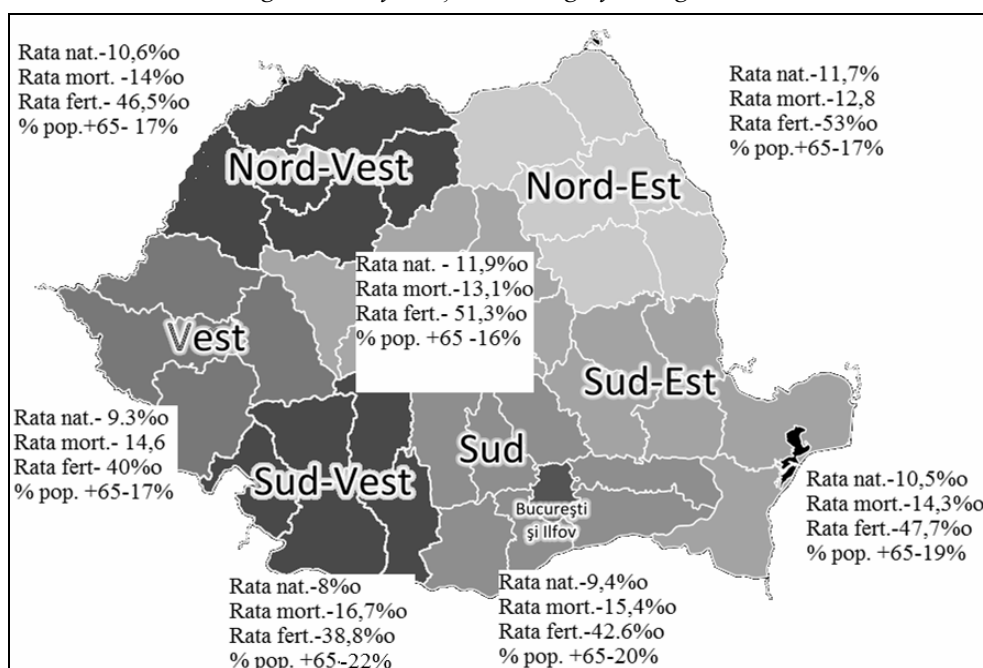 Rata nat.-10,6%o
Rata mort. -14%o
Rata fert.- 46,5%o
% pop.+65- 17%
Rata nat.-11,7%
Rata mort.-12,8
Rata fert.-53%o
% pop.+65-17%
Nord-Vest
Nord-Est
Rata nat. - 11,9%o
Rata mort.-13,1%o
Rata fert.- 51,3%o
% pop. +65 -16%
Vest
Sud-Est
Rata nat.- 9.3%o
Rata mort.- 14,6
Rata fert- 40%o
% pop. +65-17%
Sud-Vest
Sud
București
și Ilfov
Rata nat.-10,5%o
Rata mort.-14,3%o
Rata fert.-47,7%o
% pop. +65-19%
Rata nat.-8%o
Rata mort.-16,7%o
Rata fert.-38,8%o
% pop. +65-22%
Rata nat.-9,4%o
Rata mort.-15,4%o
Rata fert.-42.6%o
% pop. +65-20%